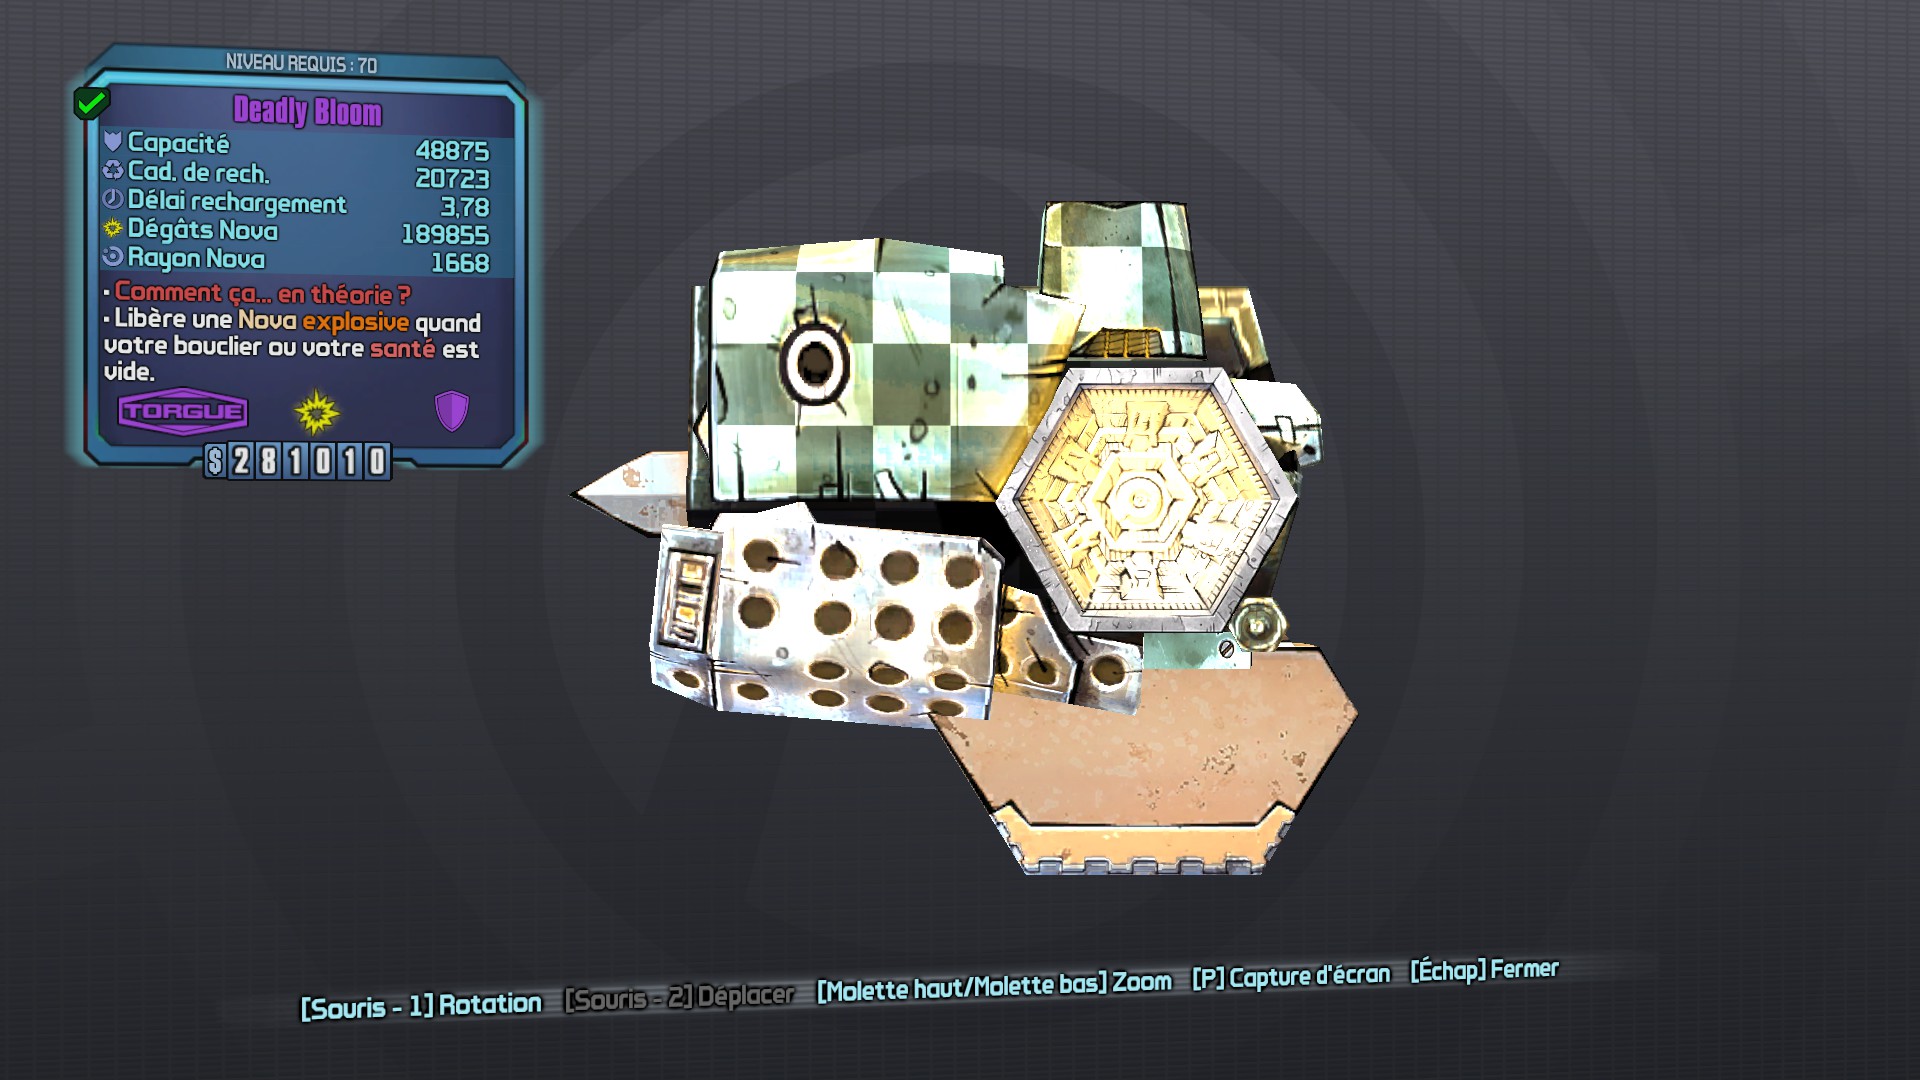 NIVEAU REQUIS : 70
Deadly Bloom
Capacité 48875
Cad. de rech. 20723
Délai rechargement 3,78
Dégâts Nova 189855
Rayon Nova 1668
• Comment ça... en théorie ?
• Libère une Nova explosive quand
votre bouclier ou votre santé est
vide.
TORGUE
$281010
[Souris - 1] Rotation [Souris - 2] Déplacer [Molette haut/Molette bas] Zoom [P] Capture d'écran [Échap] Fermer